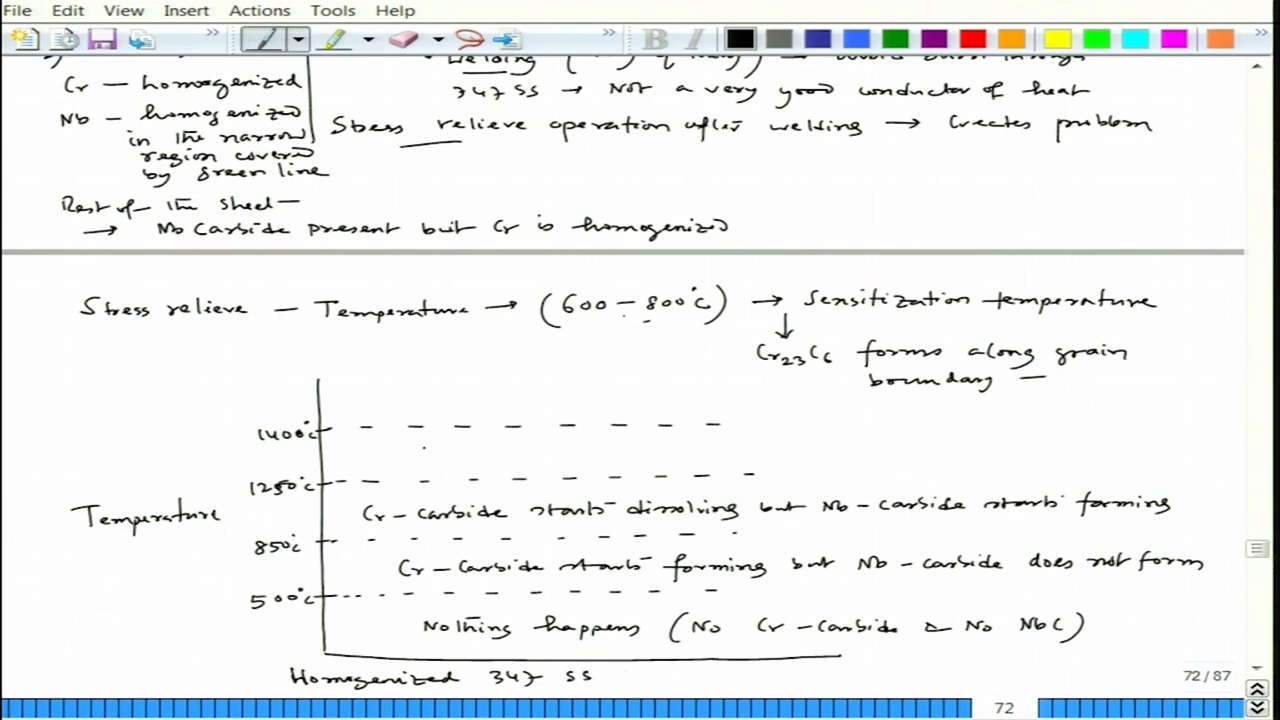 File Edit View Insert Actions Tools Help
Cr – homogenized
Nb – homogenized
in the narrow
region covered
by green line
Rest of the sheet –
→ Nb Carbide present but Cr is homogenized
Welding
347 SS → Not a very good conductor of heat
Stress relieve operation after welding → Creates problem
Stress relieve – Temperature → (600 – 800°C) → Sensitization temperature
↓
Cr23C6 forms along grain
boundary –
1400°C
1250°C
Cr–carbide starts dissolving but Nb–carbide starts forming
Temperature
850°C
Cr–carbide starts forming but Nb–carbide does not form
500°C
Nothing happens (No Cr–carbide & No NbC)
Homogenized 347 SS
72 / 87
72